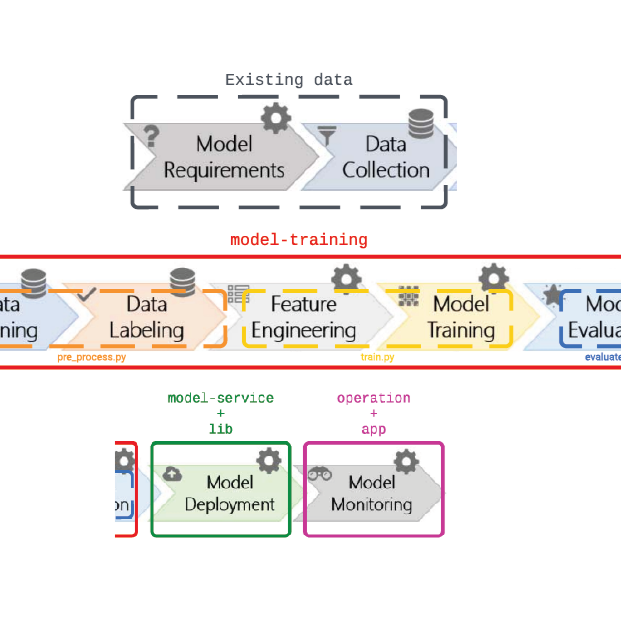 Existing data
?
Model
Requirements
Data
Collection
model-training
ata
ning
Data
Labeling
Feature
Engineering
Model
Training
Mod
Evalua
pre_process.py
train.py
evaluate
model-service
+
lib
operation
+
app
on
Model
Deployment
Model
Monitoring